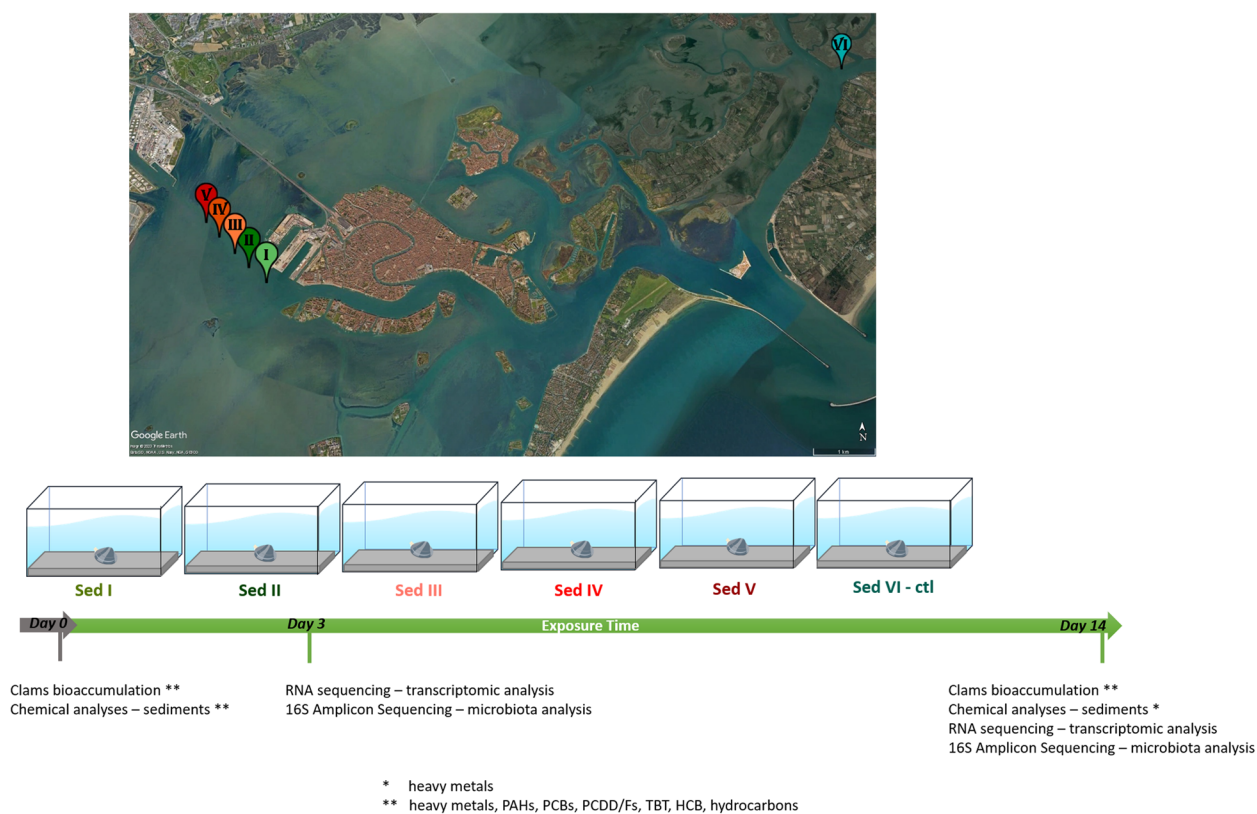 VI
V
IV
III
II
I
Google Earth
N
1 km
Sed I
Sed II
Sed III
Sed IV
Sed V
Sed VI - ctl
Day 0
Day 3
Exposure Time
Day 14
Clams bioaccumulation **
Chemical analyses – sediments **
RNA sequencing – transcriptomic analysis
16S Amplicon Sequencing – microbiota analysis
Clams bioaccumulation **
Chemical analyses – sediments *
RNA sequencing – transcriptomic analysis
16S Amplicon Sequencing – microbiota analysis
* heavy metals
** heavy metals, PAHs, PCBs, PCDD/Fs, TBT, HCB, hydrocarbons